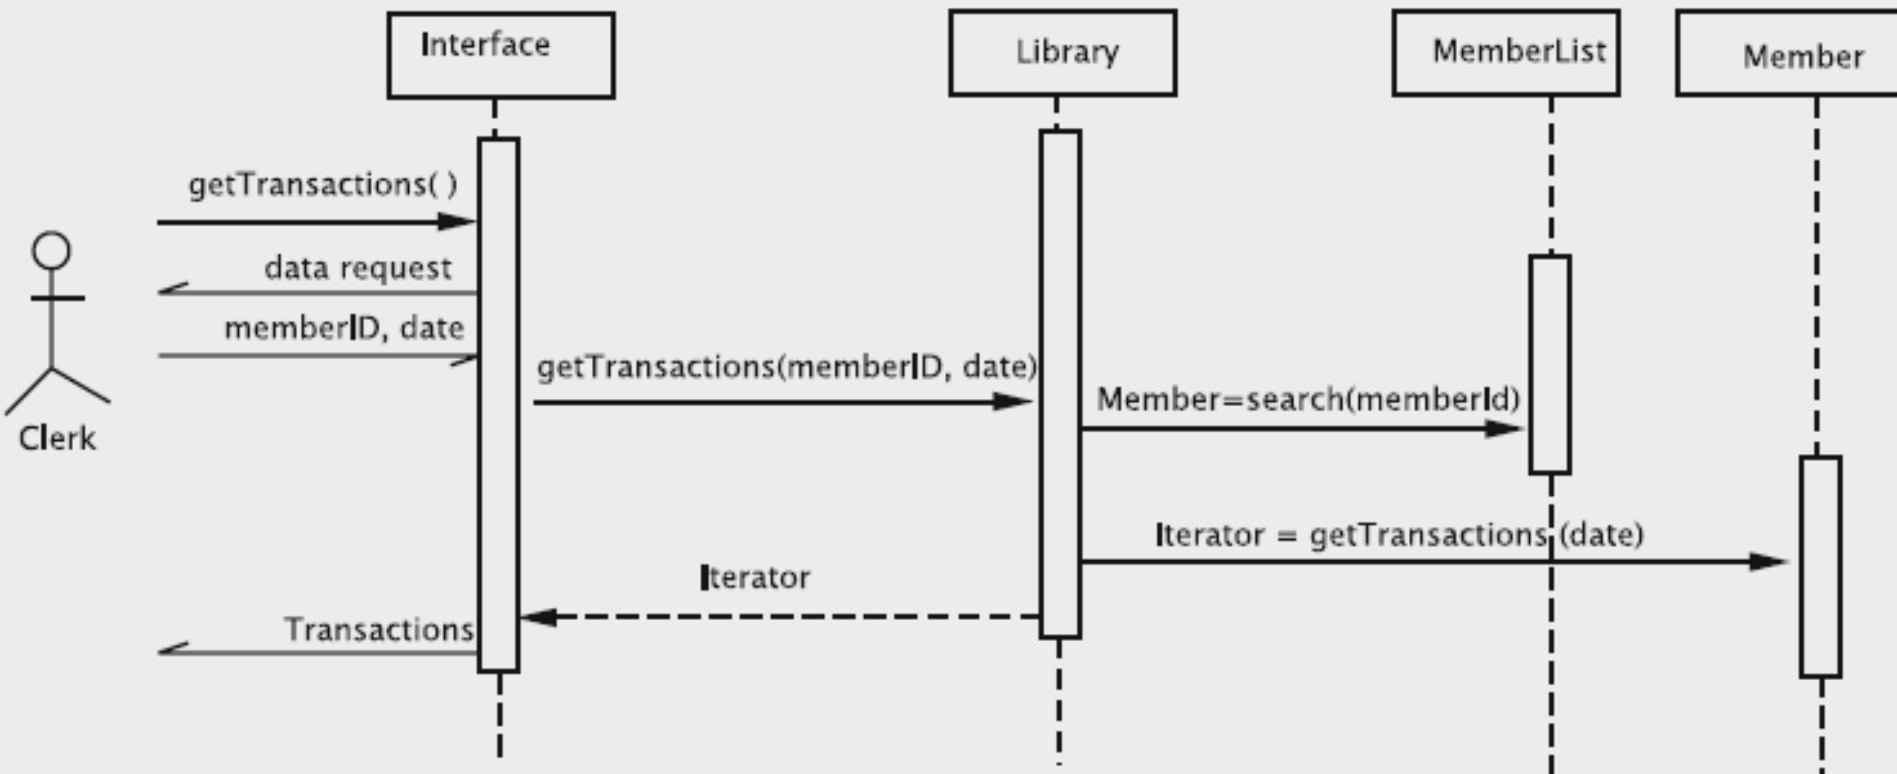 Interface
Library
MemberList
Member
getTransactions( )
data request
memberID, date
getTransactions(memberID, date)
Member=search(memberId)
Clerk
Iterator = getTransactions (date)
Iterator
Transactions